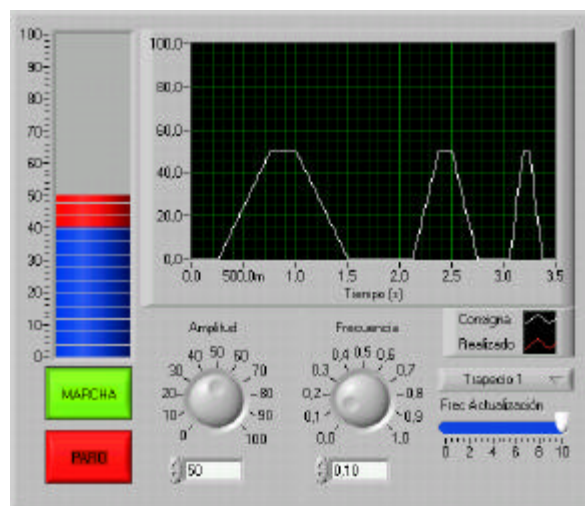 100-
90-
80-
70-
60-
50-
40-
30-
20-
10-
0-
100,0-
80,0-
60,0-
40,0-
20,0-
0,0-
0,0 500,0m 1,0 1,5 2,0 2,5 3,0 3,5
Tiempo (s)
MARCHA
PARO
Amplitud
0 10 20 30 40 50 60 70 80 90 100
50
Frecuencia
0,0 0,1 0,2 0,3 0,4 0,5 0,6 0,7 0,8 0,9 1,0
0,10
Consigna
Realizado
Trapecio 1
Frec Actualización
0 2 4 6 8 10